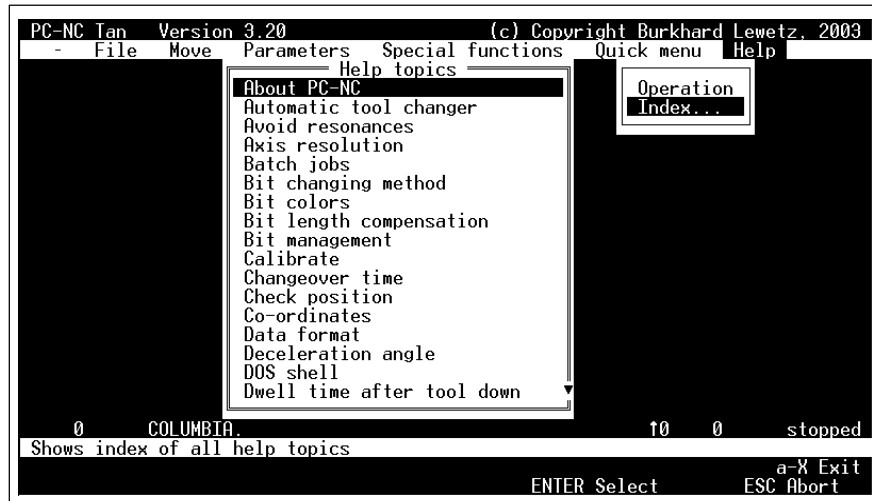 PC-NC Tan Version 3.20 (c) Copyright Burkhard Lewetz, 2003
- File Move Parameters Special functions Quick menu Help
Help topics
About PC-NC
Automatic tool changer
Avoid resonances
Axis resolution
Batch jobs
Bit changing method
Bit colors
Bit length compensation
Bit management
Calibrate
Changeover time
Check position
Co-ordinates
Data format
Deceleration angle
DOS shell
Dwell time after tool down ▼
Operation
Index...
0 COLUMBIA. ↑0 0 stopped
Shows index of all help topics
a-X Exit
ENTER Select ESC Abort